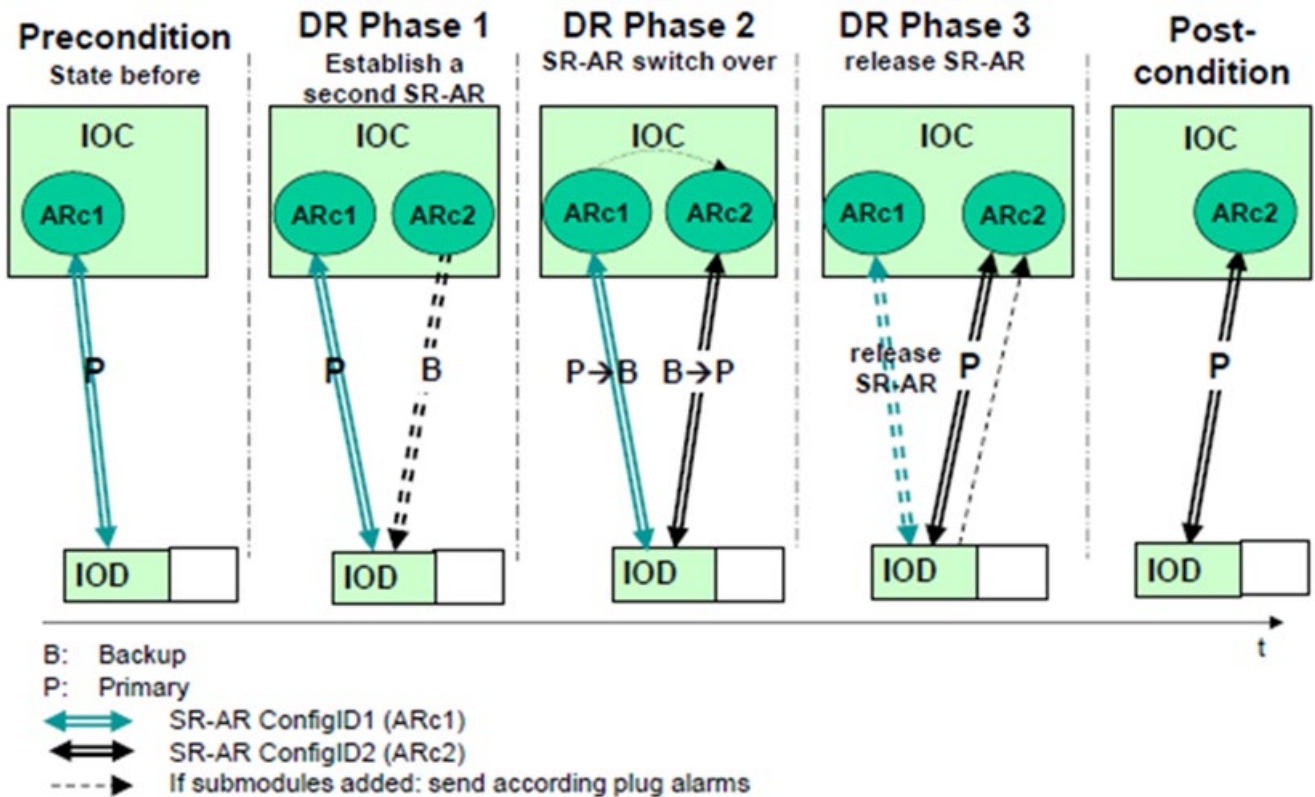 Precondition
State before
DR Phase 1
Establish a
second SR-AR
DR Phase 2
SR-AR switch over
DR Phase 3
release SR-AR
Post-
condition
IOC
ARc1
P
IOD
IOC
ARc1
ARc2
P
B
IOD
IOC
ARc1
ARc2
P→B
B→P
IOD
IOC
ARc1
ARc2
release
SR-AR
P
IOD
IOC
ARc2
P
IOD
t
B: Backup
P: Primary
SR-AR ConfigID1 (ARc1)
SR-AR ConfigID2 (ARc2)
If submodules added: send according plug alarms